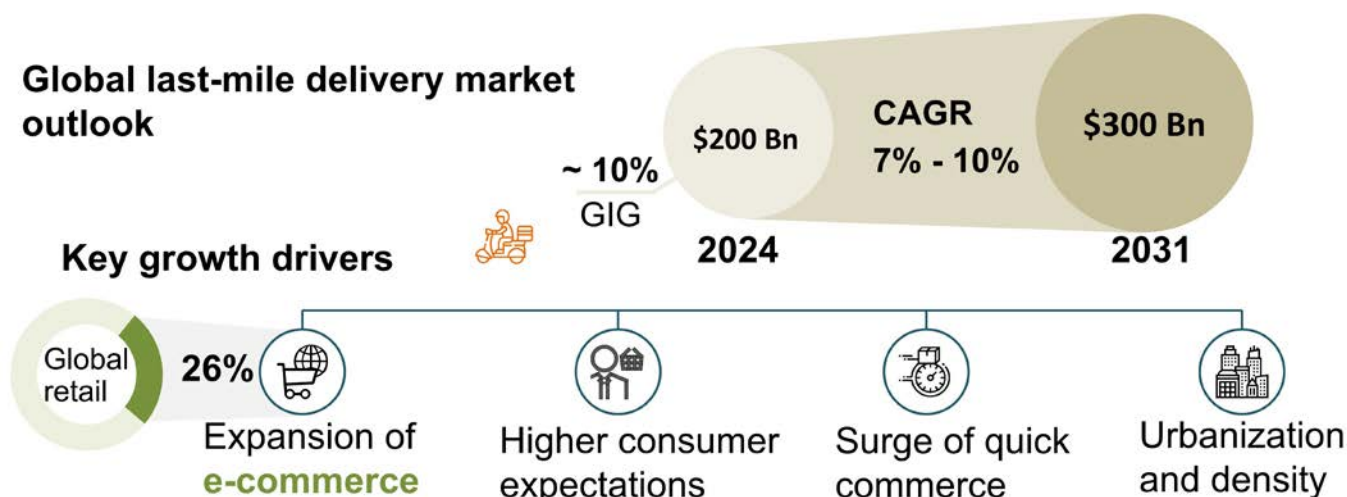 Global last-mile delivery market
outlook
$200 Bn
CAGR
7% - 10%
$300 Bn
~ 10%
GIG
2024
2031
Key growth drivers
Global
retail
26%
Expansion of
e-commerce
Higher consumer
expectations
Surge of quick
commerce
Urbanization
and density